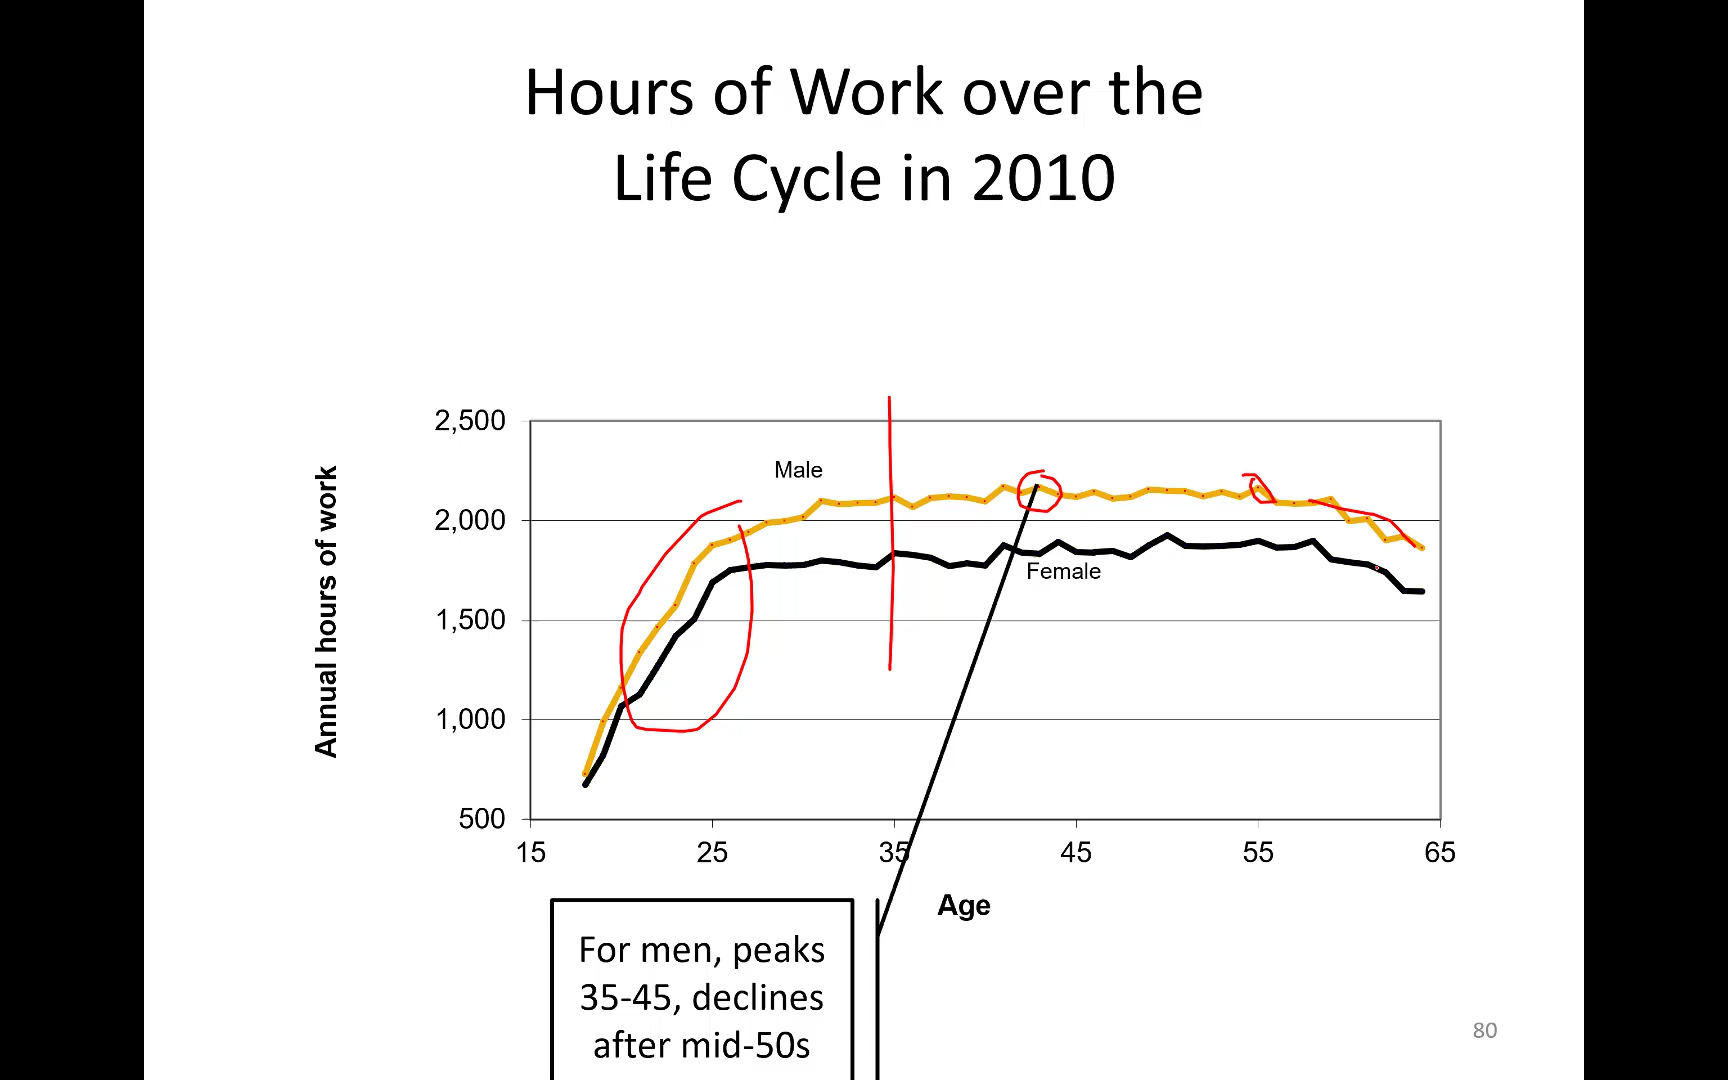 Hours of Work over the
Life Cycle in 2010
Annual hours of work
2,500
2,000
1,500
1,000
500
Male
Female
15 25 35 45 55 65
Age
For men, peaks
35-45, declines
after mid-50s
80